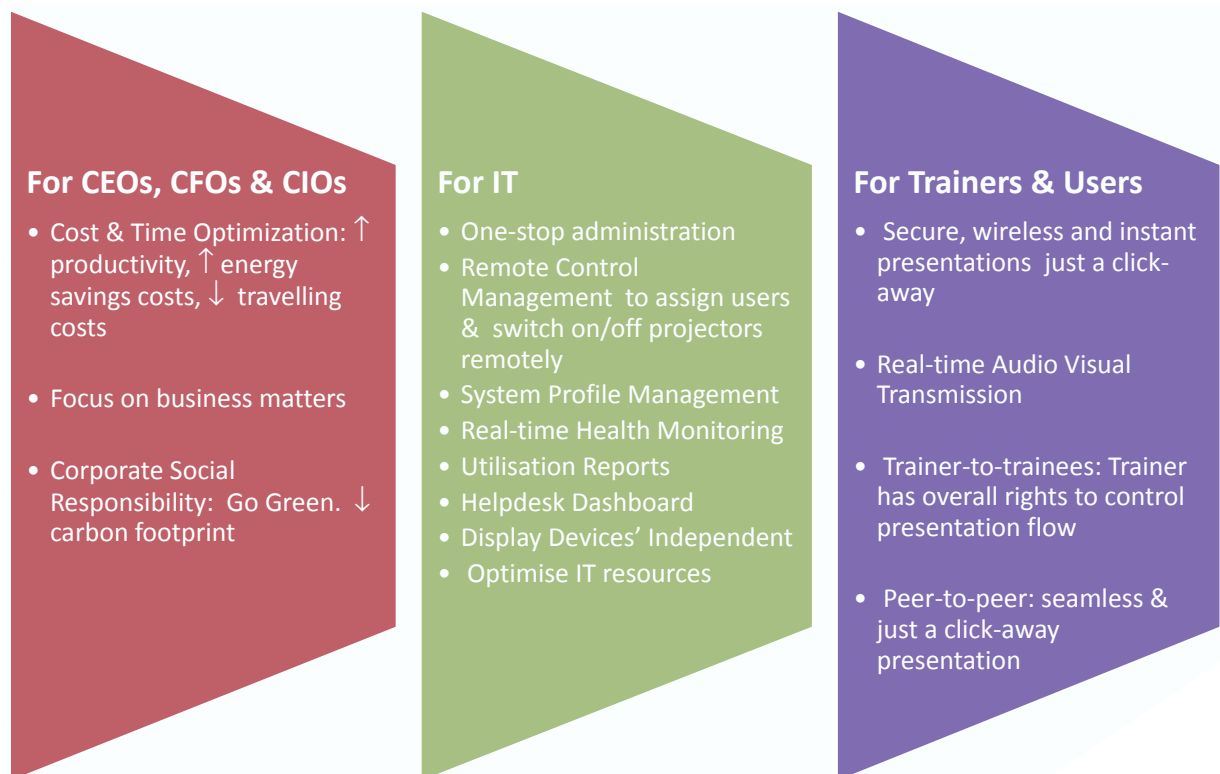 For CEOs, CFOs & CIOs
• Cost & Time Optimization: ↑
productivity, ↑ energy
savings costs, ↓ travelling
costs
• Focus on business matters
• Corporate Social
Responsibility: Go Green. ↓
carbon footprint
For IT
• One-stop administration
• Remote Control
Management to assign users
& switch on/off projectors
remotely
• System Profile Management
• Real-time Health Monitoring
• Utilisation Reports
• Helpdesk Dashboard
• Display Devices’ Independent
• Optimise IT resources
For Trainers & Users
• Secure, wireless and instant
presentations just a click-
away
• Real-time Audio Visual
Transmission
• Trainer-to-trainees: Trainer
has overall rights to control
presentation flow
• Peer-to-peer: seamless &
just a click-away
presentation